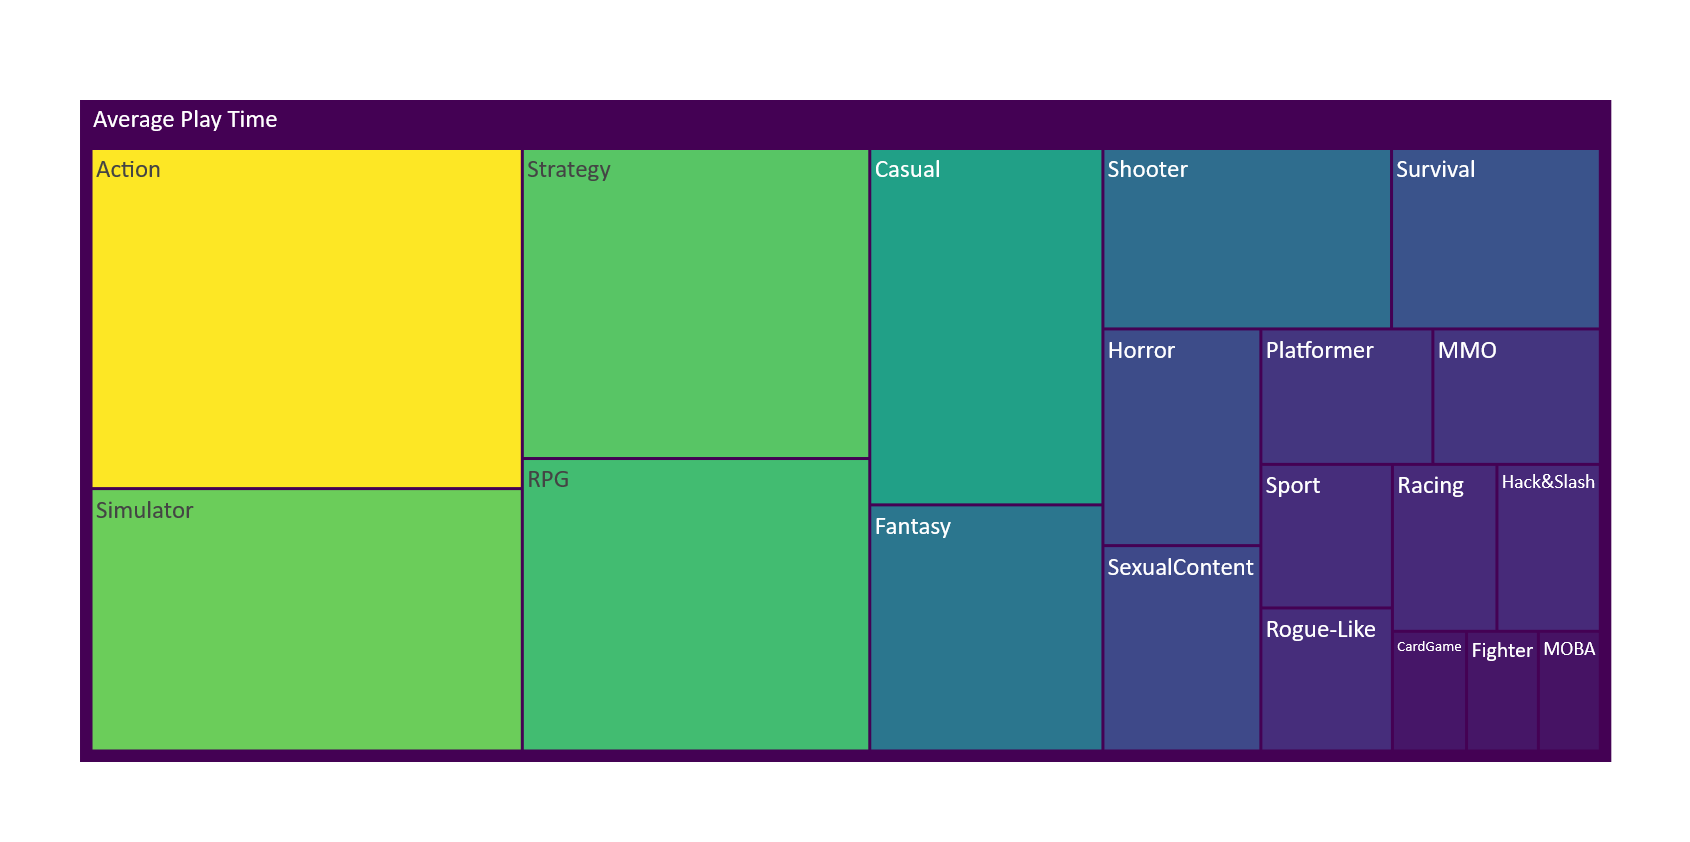 Average Play Time
Action
Strategy
Casual
Shooter
Survival
Horror
Platformer
MMO
RPG
Sport
Racing
Hack&Slash
Simulator
Fantasy
SexualContent
Rogue-Like
CardGame
Fighter
MOBA